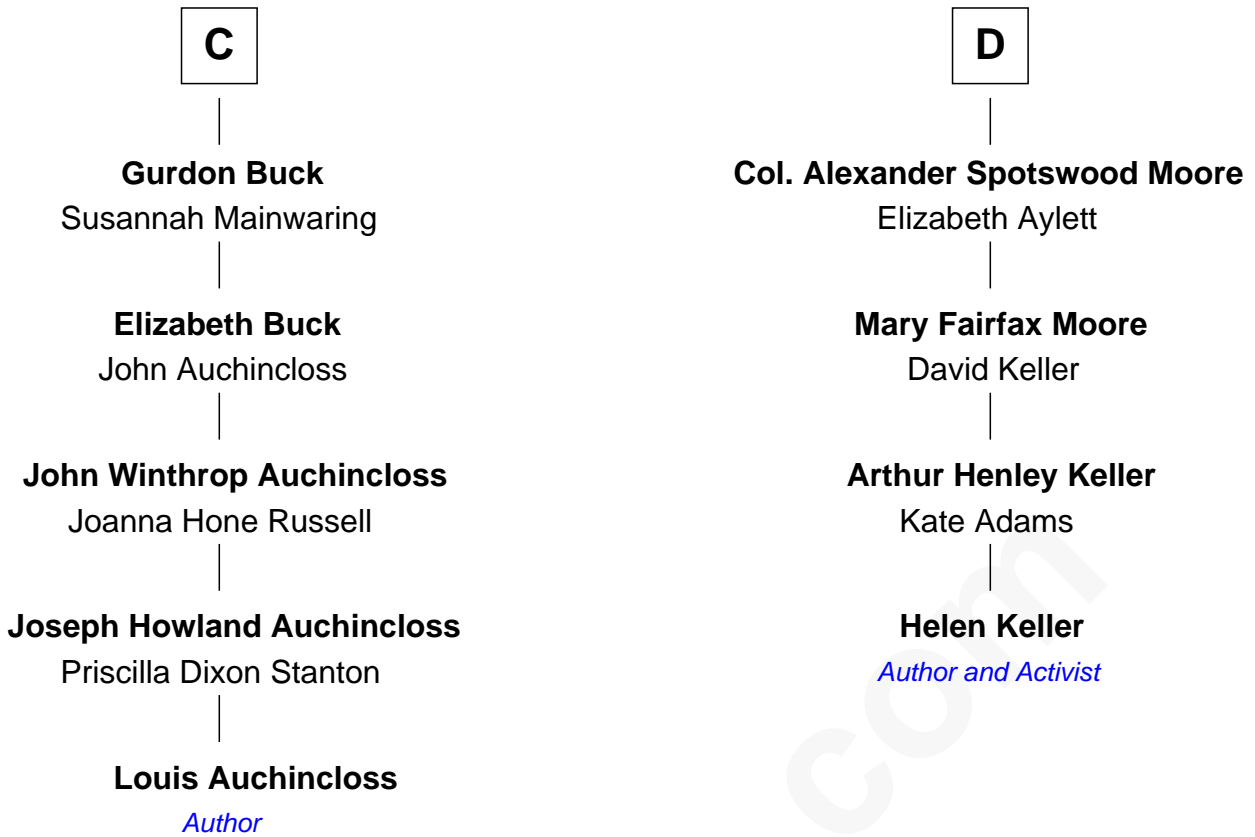 C
Gurdon Buck
Susannah Mainwaring
Elizabeth Buck
John Auchincloss
John Winthrop Auchincloss
Joanna Hone Russell
Joseph Howland Auchincloss
Priscilla Dixon Stanton
Louis Auchincloss
Author
D
Col. Alexander Spotswood Moore
Elizabeth Aylett
Mary Fairfax Moore
David Keller
Arthur Henley Keller
Kate Adams
Helen Keller
Author and Activist
com